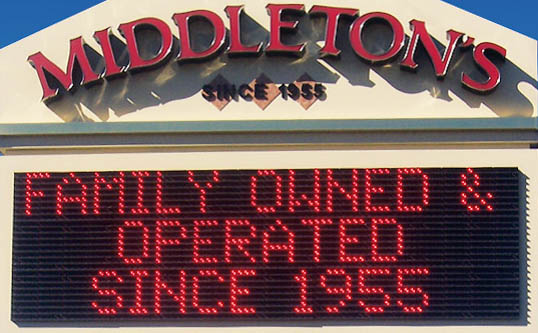 MIDDLETON'S
SINCE 1955
FAMILY OWNED &
OPERATED
SINCE 1955